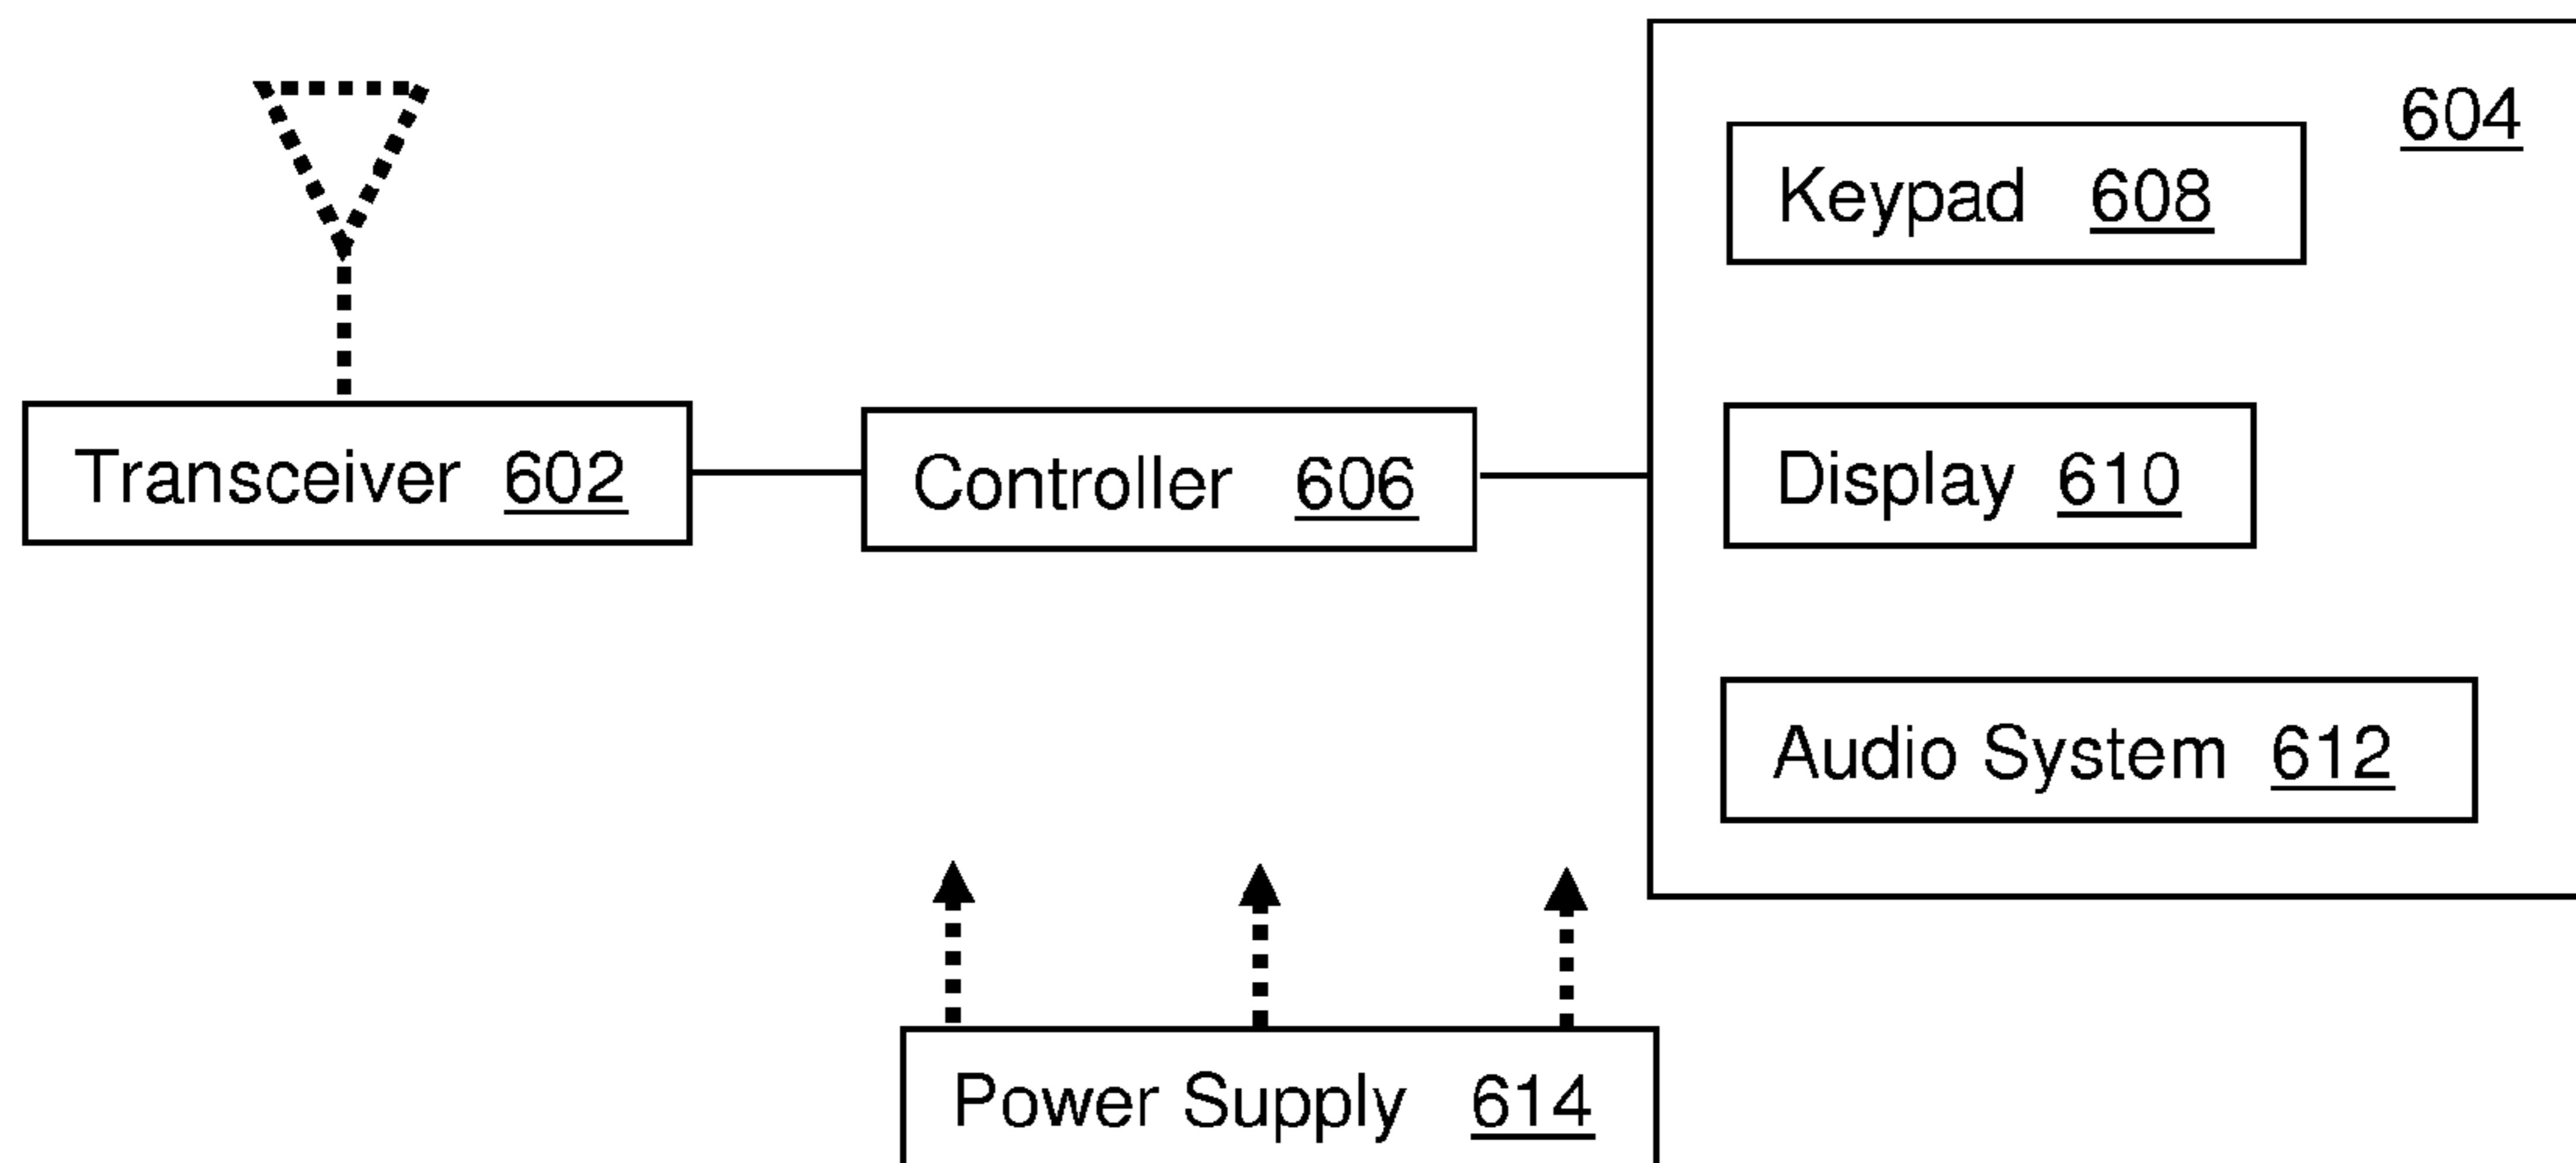 604
Keypad 608
Transceiver 602
Controller 606
Display 610
Audio System 612
Power Supply 614